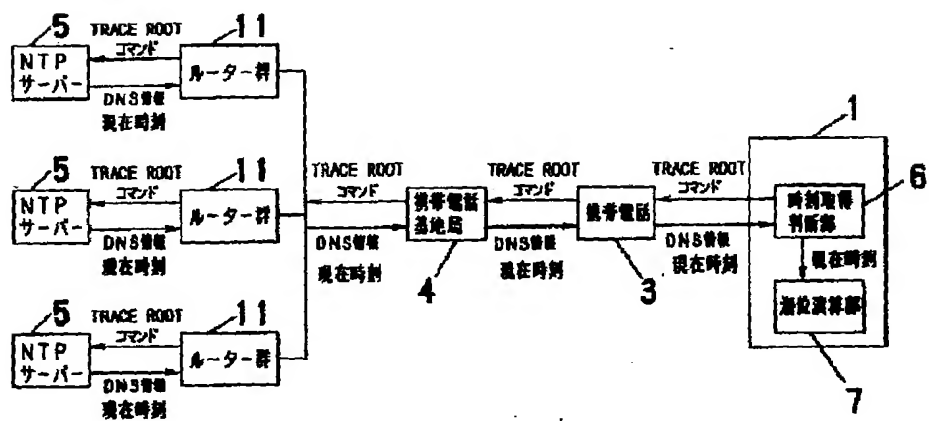 5
TRACE ROOT
コマンド
11
NTP
サーバー
ルーター群
DNS情報
現在時刻
5
TRACE ROOT
コマンド
11
NTP
サーバー
ルーター群
DNS情報
現在時刻
5
TRACE ROOT
コマンド
11
NTP
サーバー
ルーター群
DNS情報
現在時刻
TRACE ROOT
コマンド
DNS情報
現在時刻
携帯電話
基地局
4
TRACE ROOT
コマンド
DNS情報
現在時刻
携帯電話
3
TRACE ROOT
コマンド
DNS情報
現在時刻
1
時刻取得
判断部
6
現在時刻
7